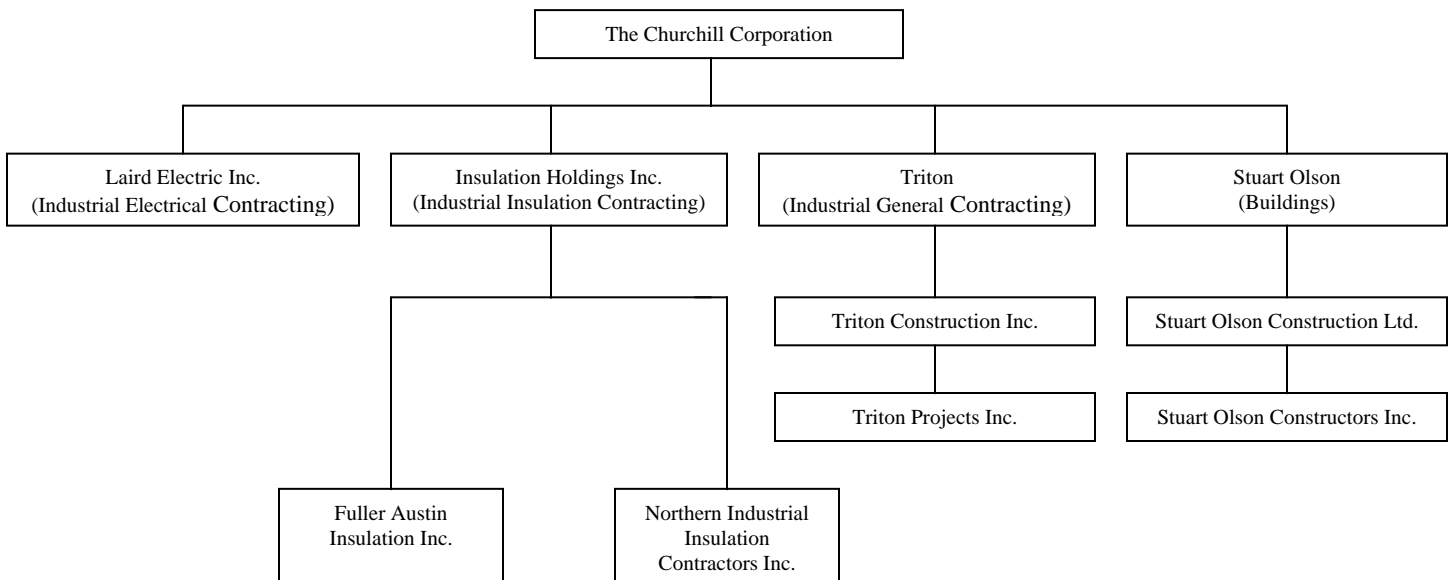 The Churchill Corporation
Laird Electric Inc.
(Industrial Electrical Contracting)
Insulation Holdings Inc.
(Industrial Insulation Contracting)
Triton
(Industrial General Contracting)
Stuart Olson
(Buildings)
Triton Construction Inc.
Stuart Olson Construction Ltd.
Triton Projects Inc.
Stuart Olson Constructors Inc.
Fuller Austin
Insulation Inc.
Northern Industrial
Insulation
Contractors Inc.